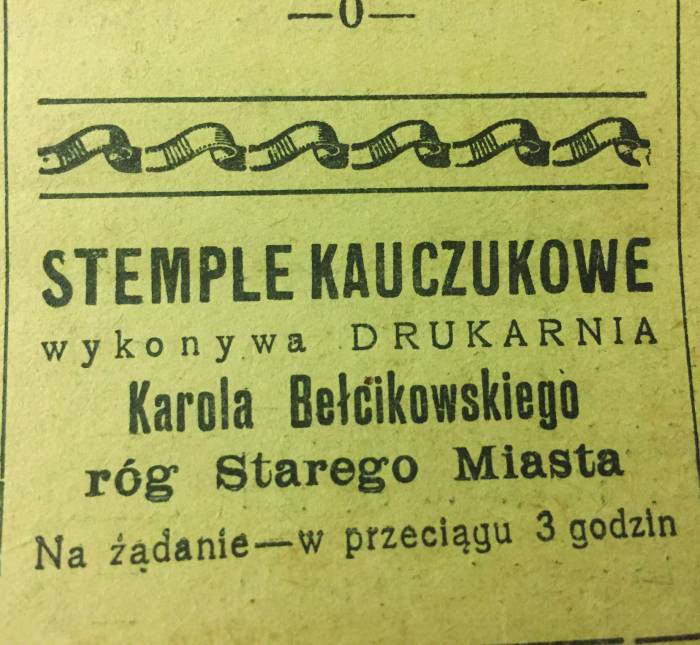 —0—
STEMPLE KAUCZUKOWE
wykonywa DRUKARNIA
Karola Bełcikowskiego
róg Starego Miasta
Na żądanie—w przeciągu 3 godzin